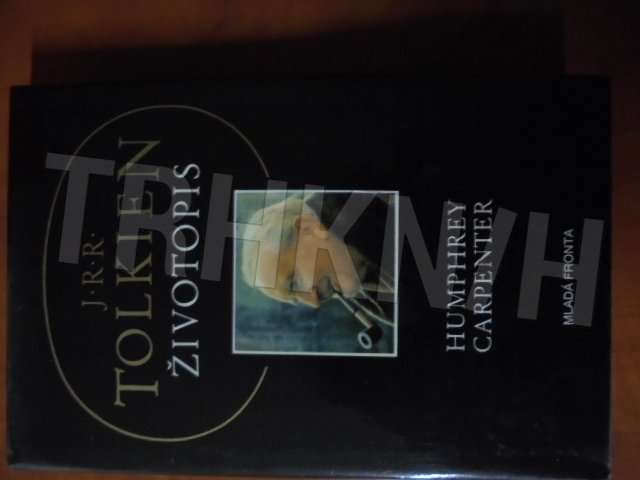 J·R·R·
TOLKIEN
ŽIVOTOPIS
HUMPHREY
CARPENTER
MLADÁ FRONTA
TRHKNIH